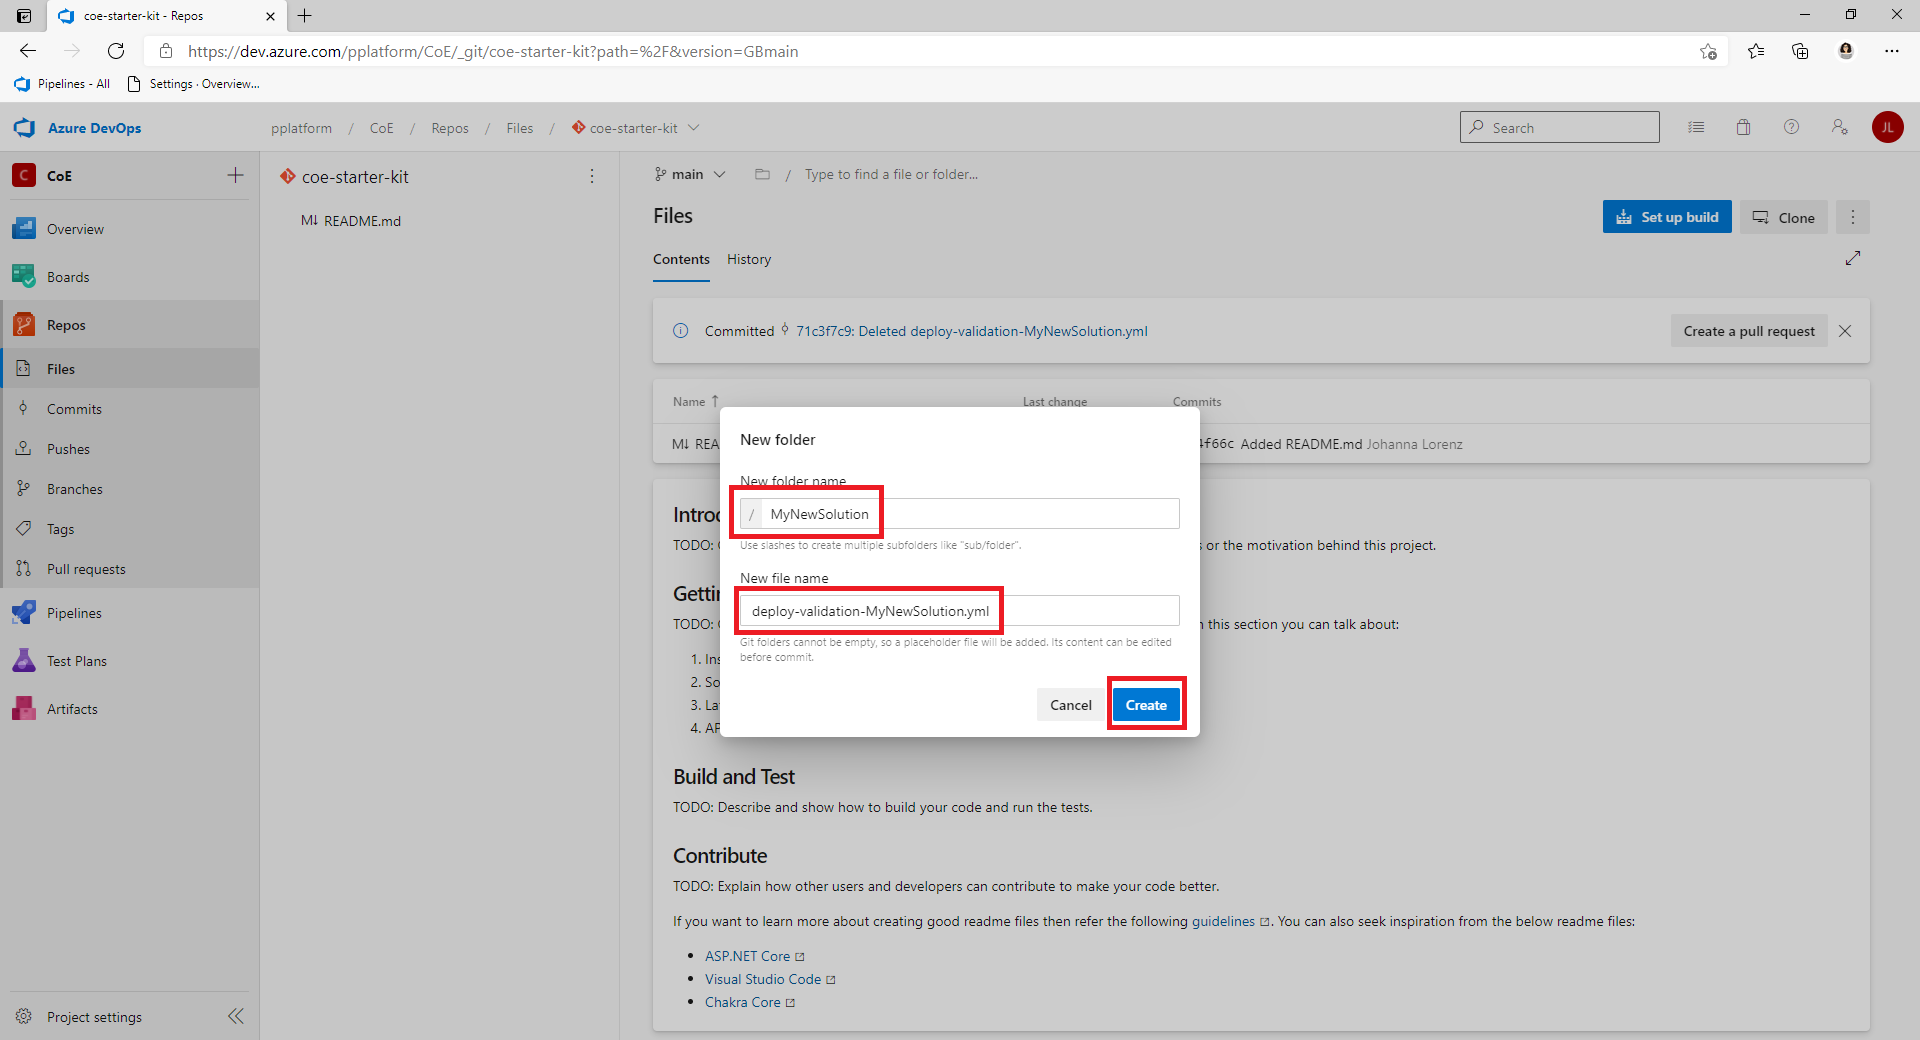 coe-starter-kit - Repos
https://dev.azure.com/pplatform/CoE/_git/coe-starter-kit?path=%2F&version=GBmain
Pipelines - All
Settings · Overview...
Azure DevOps
pplatform / CoE / Repos / Files / coe-starter-kit
Search
JL
C CoE
Overview
Boards
Repos
Files
Commits
Pushes
Branches
Tags
Pull requests
Pipelines
Test Plans
Artifacts
Project settings
coe-starter-kit
M↓ README.md
main / Type to find a file or folder...
Files
Set up build
Clone
Contents History
Committed 71c3f7c9: Deleted deploy-validation-MyNewSolution.yml
Create a pull request
Name ↑ Last change Commits
M↓ REA
4f66c Added README.md Johanna Lorenz
Introd
TODO: G
s or the motivation behind this project.
Gettin
TODO: G
n this section you can talk about:
1. Ins
2. So
3. La
4. AP
New folder
New folder name
/ MyNewSolution
Use slashes to create multiple subfolders like "sub/folder".
New file name
deploy-validation-MyNewSolution.yml
Git folders cannot be empty, so a placeholder file will be added. Its content can be edited
before commit.
Cancel
Create
Build and Test
TODO: Describe and show how to build your code and run the tests.
Contribute
TODO: Explain how other users and developers can contribute to make your code better.
If you want to learn more about creating good readme files then refer the following guidelines. You can also seek inspiration from the below readme files:
• ASP.NET Core
• Visual Studio Code
• Chakra Core